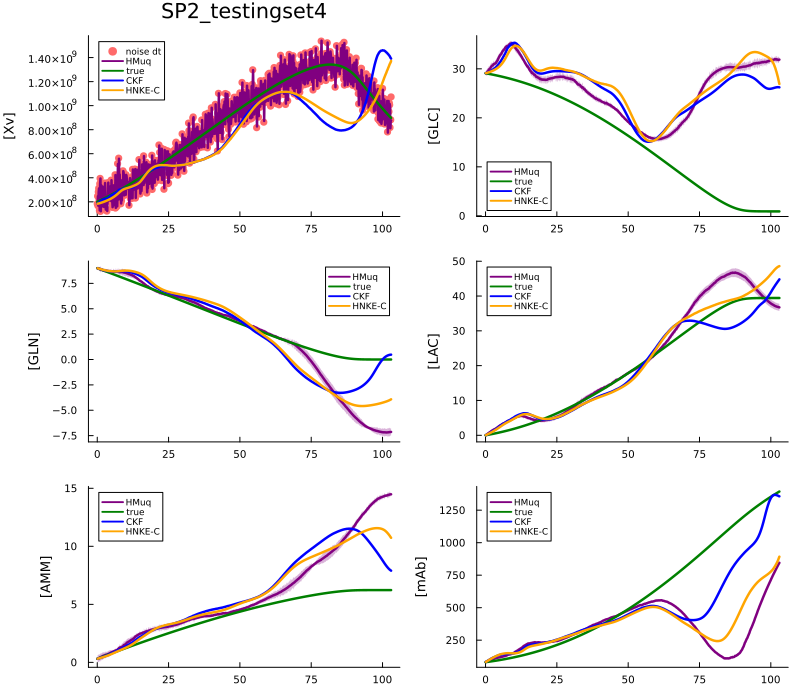 SP2_testingset4
[Xv]
1.40×10⁹
1.20×10⁹
1.00×10⁹
8.00×10⁸
6.00×10⁸
4.00×10⁸
2.00×10⁸
noise dt
HMuq
true
CKF
HNKE-C
0 25 50 75 100
[GLC]
30
20
10
0
HMuq
true
CKF
HNKE-C
0 25 50 75 100
[GLN]
7.5
5.0
2.5
0.0
−2.5
−5.0
−7.5
HMuq
true
CKF
HNKE-C
0 25 50 75 100
[LAC]
50
40
30
20
10
0
HMuq
true
CKF
HNKE-C
0 25 50 75 100
[AMM]
15
10
5
0
HMuq
true
CKF
HNKE-C
0 25 50 75 100
[mAb]
1250
1000
750
500
250
HMuq
true
CKF
HNKE-C
0 25 50 75 100